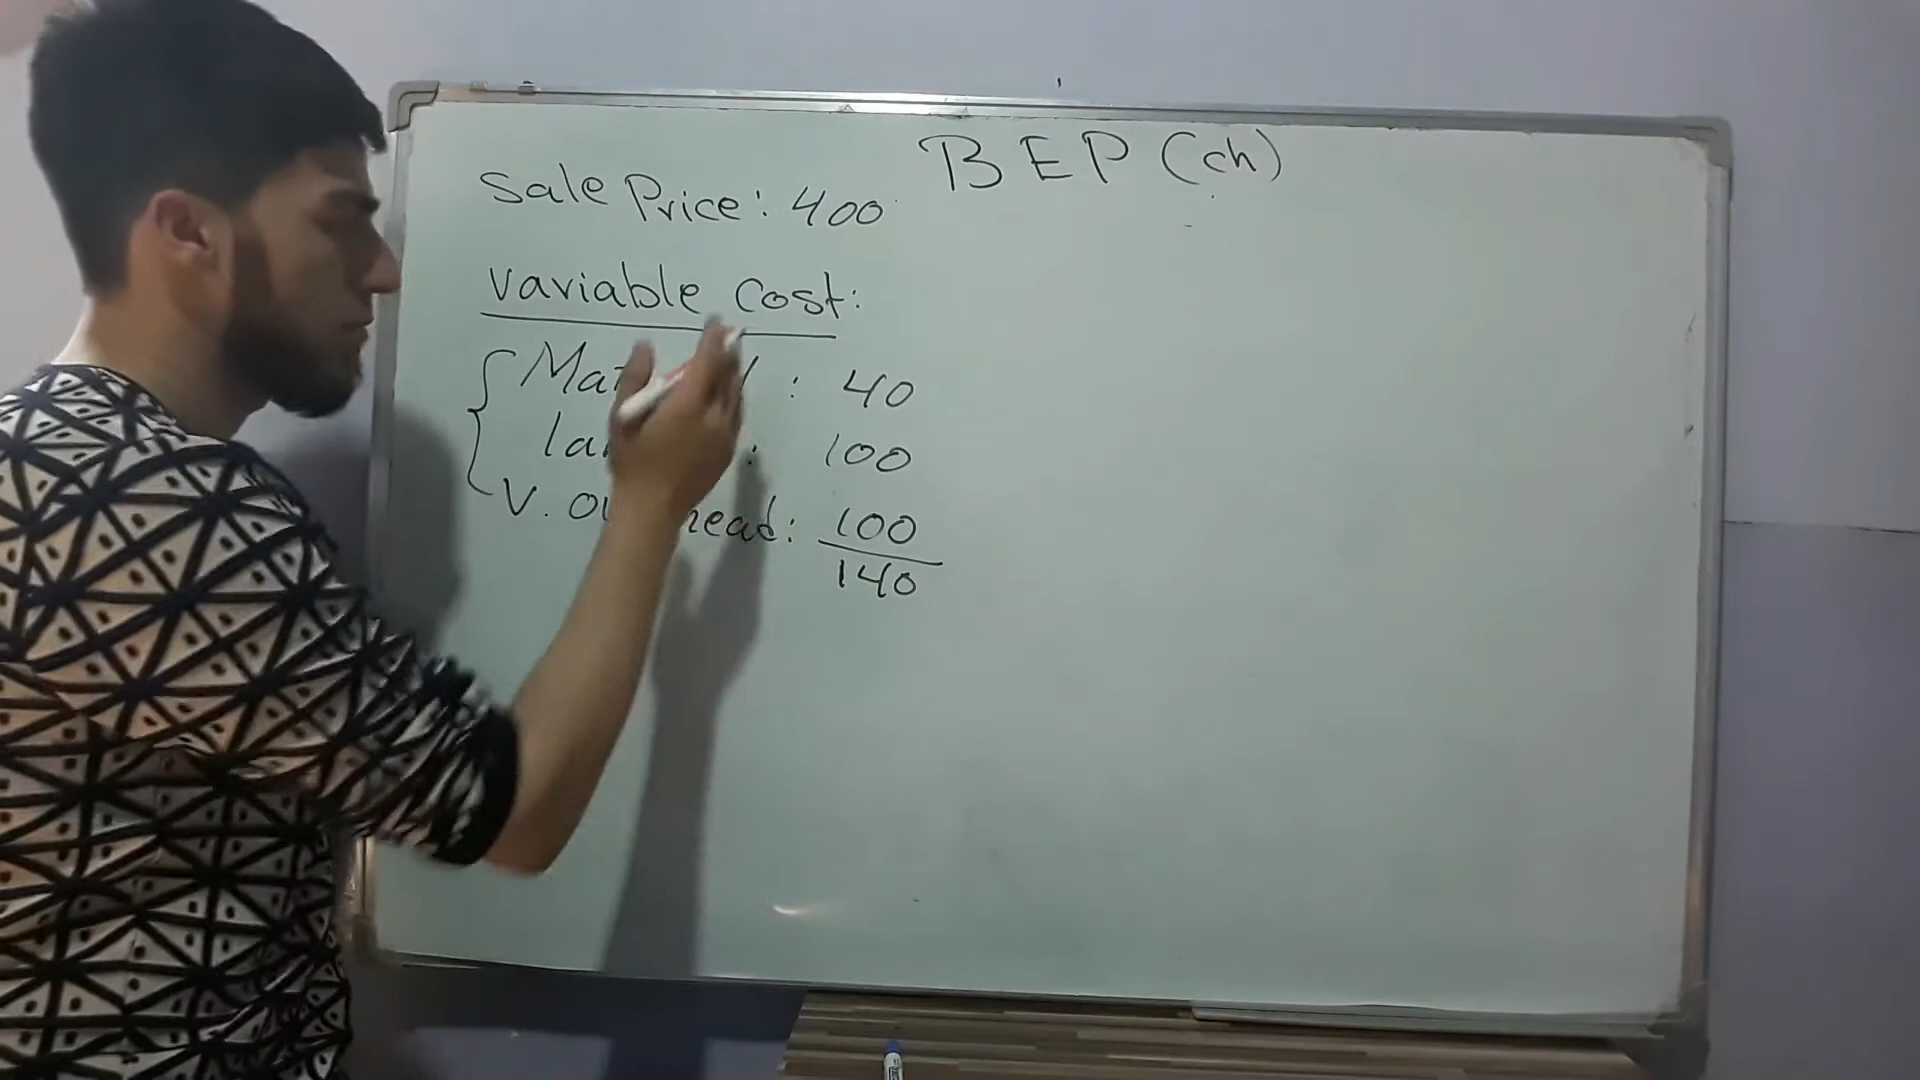 BEP (ch)
Sale Price: 400
Variable Cost:
: 40
: 100
V. : 100
140